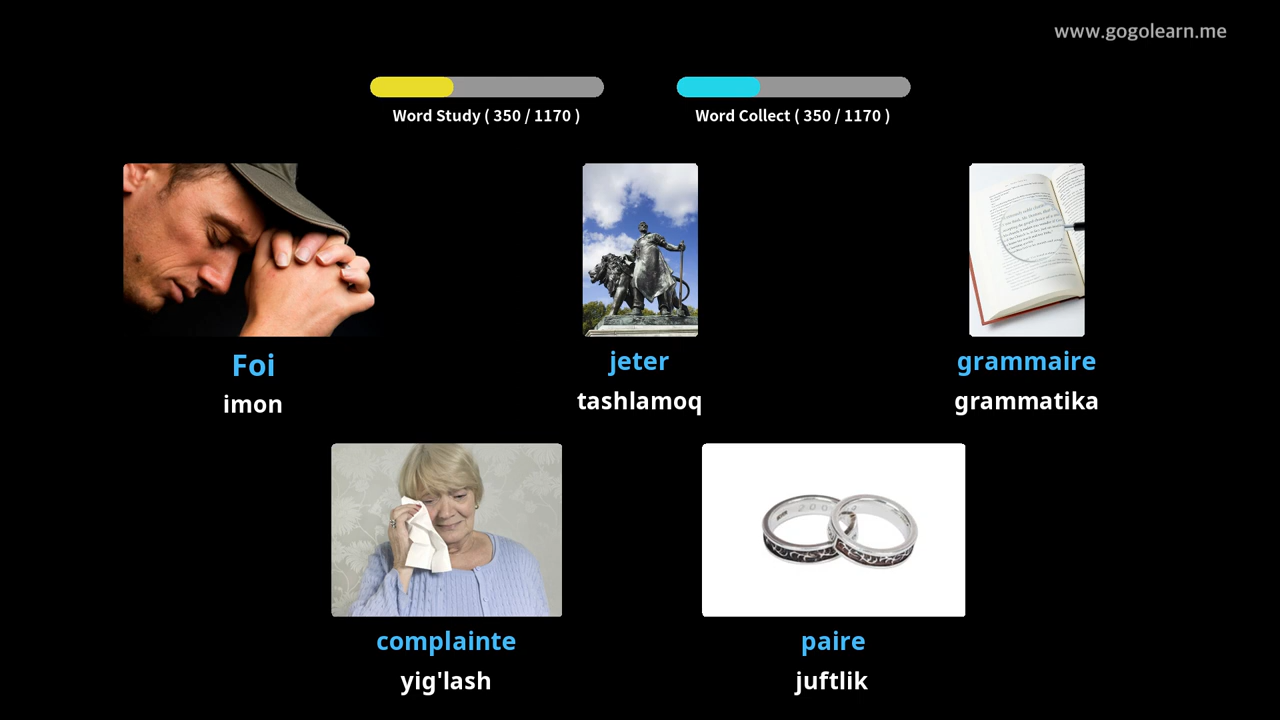 www.gogolearn.me
Word Study ( 350 / 1170 )
Word Collect ( 350 / 1170 )
Foi
imon
jeter
tashlamoq
grammaire
grammatika
complainte
yig'lash
paire
juftlik